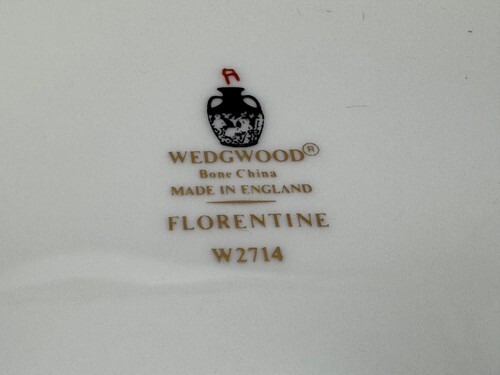 A
WEDGWOOD®
Bone China
MADE IN ENGLAND
FLORENTINE
W2714